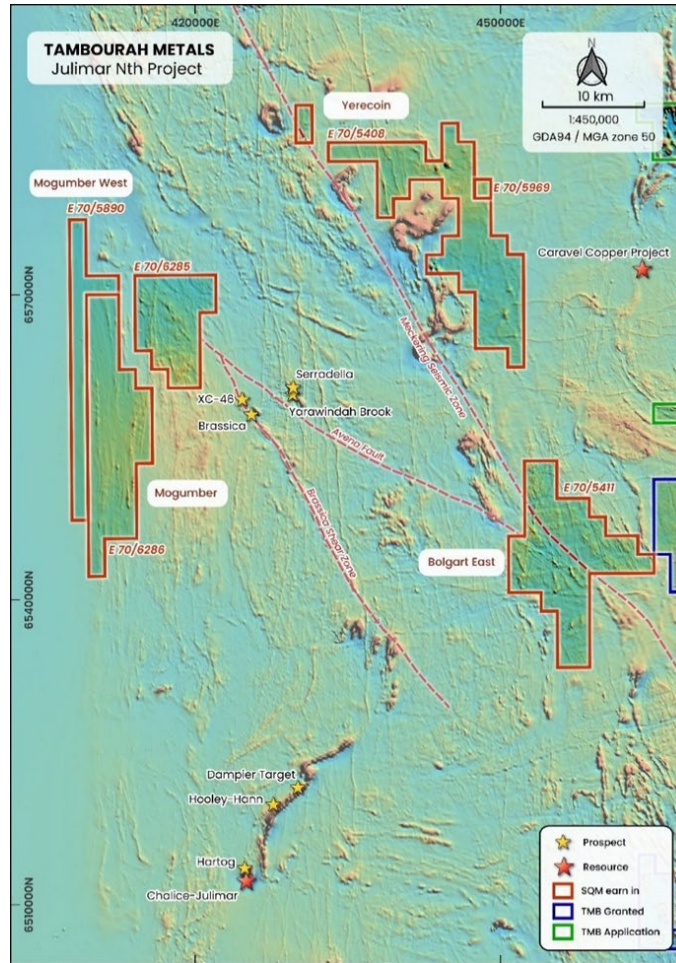 420000E
450000E
TAMBOURAH METALS
Julimar Nth Project
N
10 km
1:450,000
GDA94 / MGA zone 50
Yerecoin
E 70/5408
Mogumber West
E 70/5969
E 70/5890
Caravel Copper Project
E 70/6285
6570000N
Meckering Seismic Zone
Serradella
XC-46
Yarawindah Brook
Brassica
Avena Fault
E 70/5411
Mogumber
Brassica Shear Zone
E 70/6286
Bolgart East
6540000N
Dampier Target
Hooley-Hann
Hartog
Chalice-Julimar
6510000N
Prospect
Resource
SQM earn in
TMB Granted
TMB Application